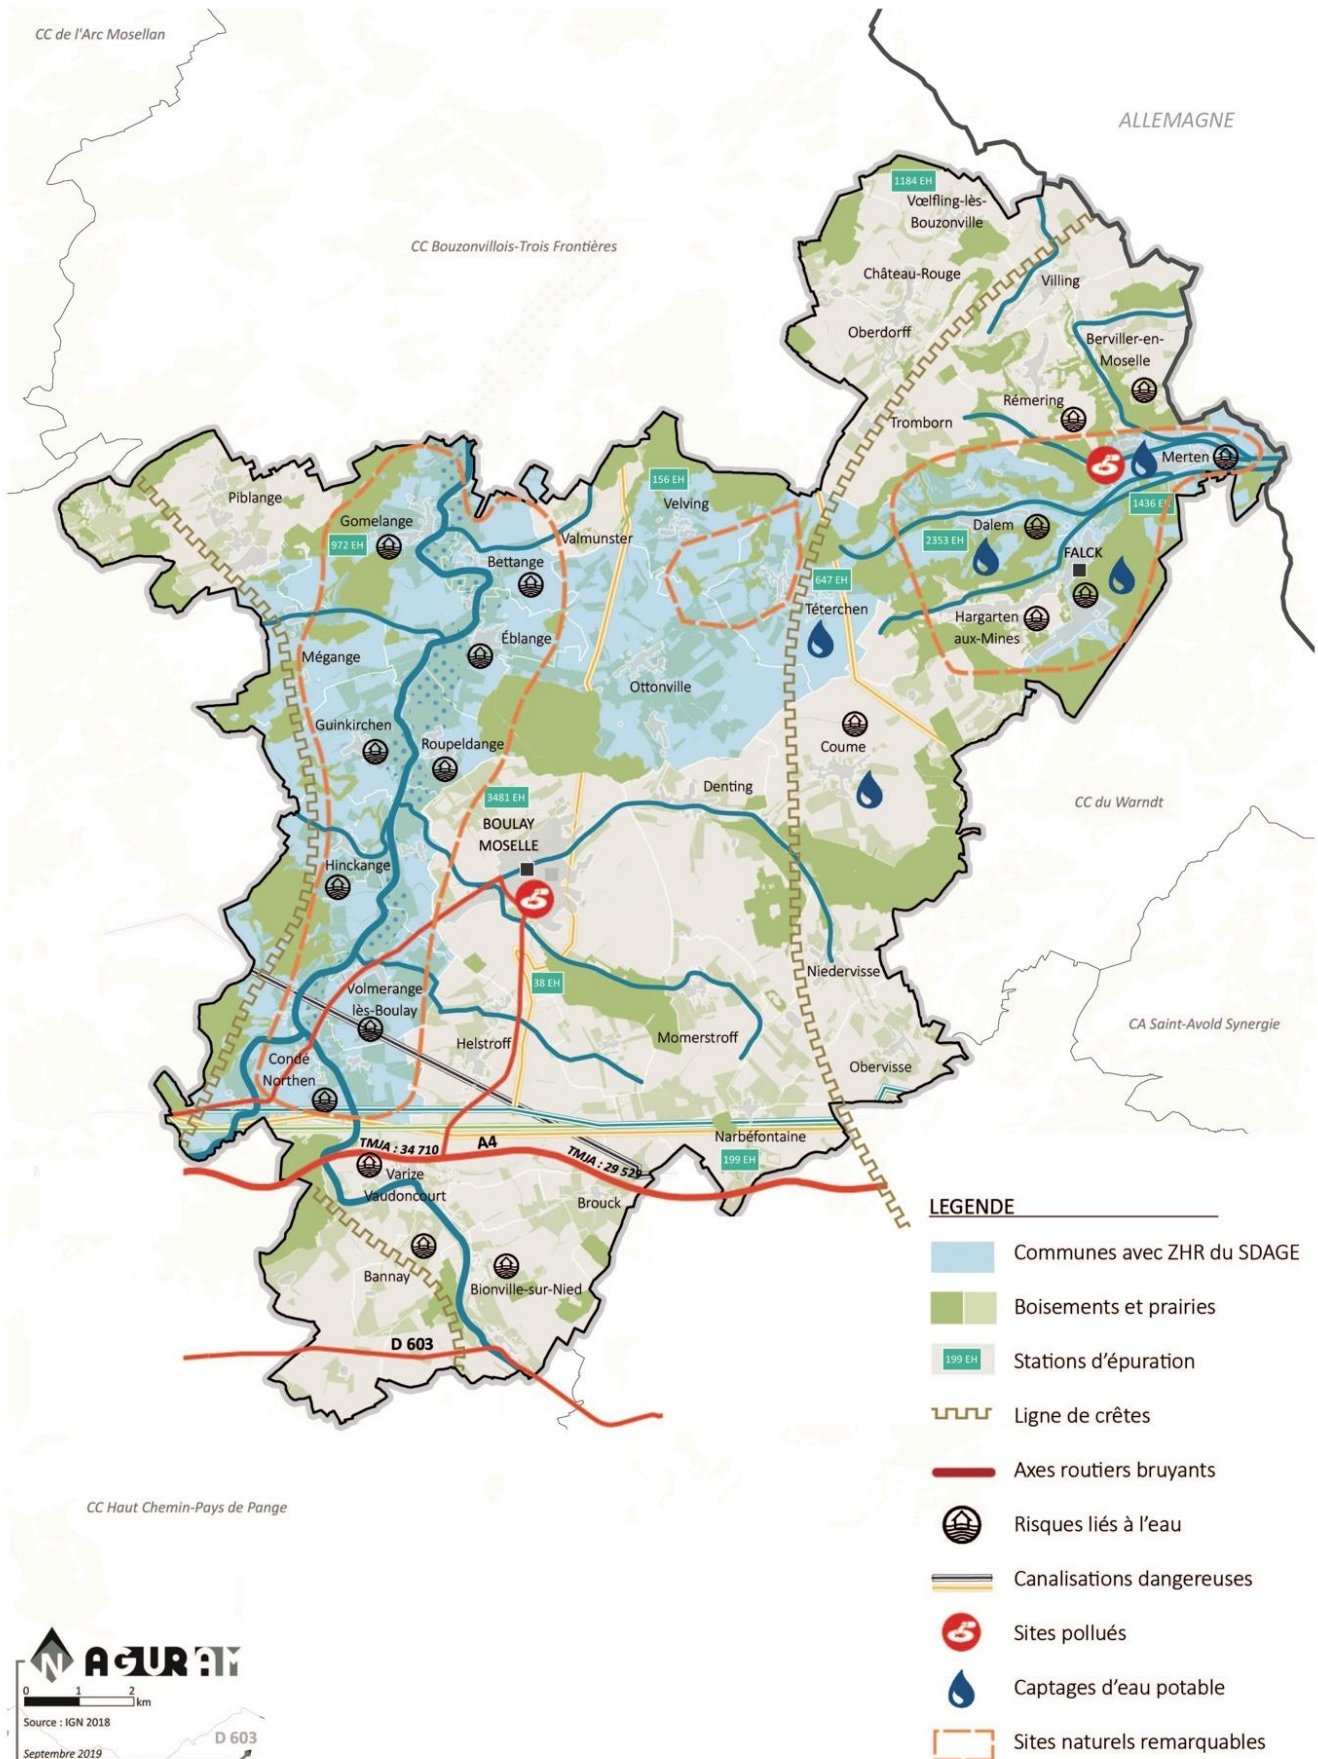 CC de l'Arc Mosellan
ALLEMAGNE
1184 EH
Vœlfling-lès-
Bouzonville
CC Bouzonvillois-Trois Frontières
Château-Rouge
Villing
Oberdorff
Berviller-en-
Moselle
Rémering
Tromborn
Merten
156 EH
Piblange
Velving
1436 EH
Gomelange
Dalem
972 EH
Valmunster
2353 EH
FALCK
Bettange
647 EH
Téterchen
Hargarten
aux-Mines
Éblange
Mégange
Ottonville
Guinkirchen
Roupeldange
Coume
Denting
3481 EH
CC du Warndt
BOULAY
MOSELLE
Hinckange
Niedervisse
38 EH
Volmerange
lès-Boulay
CA Saint-Avold Synergie
Helstroff
Momerstroff
Condé
Northen
Obervisse
Narbéfontaine
TMJA : 34 710
A4
TMJA : 29 529
199 EH
Varize
Vaudoncourt
Brouck
Bannay
Bionville-sur-Nied
D 603
LEGENDE
Communes avec ZHR du SDAGE
Boisements et prairies
199 EH
Stations d'épuration
Ligne de crêtes
Axes routiers bruyants
CC Haut Chemin-Pays de Pange
Risques liés à l'eau
Canalisations dangereuses
Sites pollués
Captages d'eau potable
Sites naturels remarquables
N
AGURAM
0 1 2
km
Source : IGN 2018
D 603
Septembre 2019